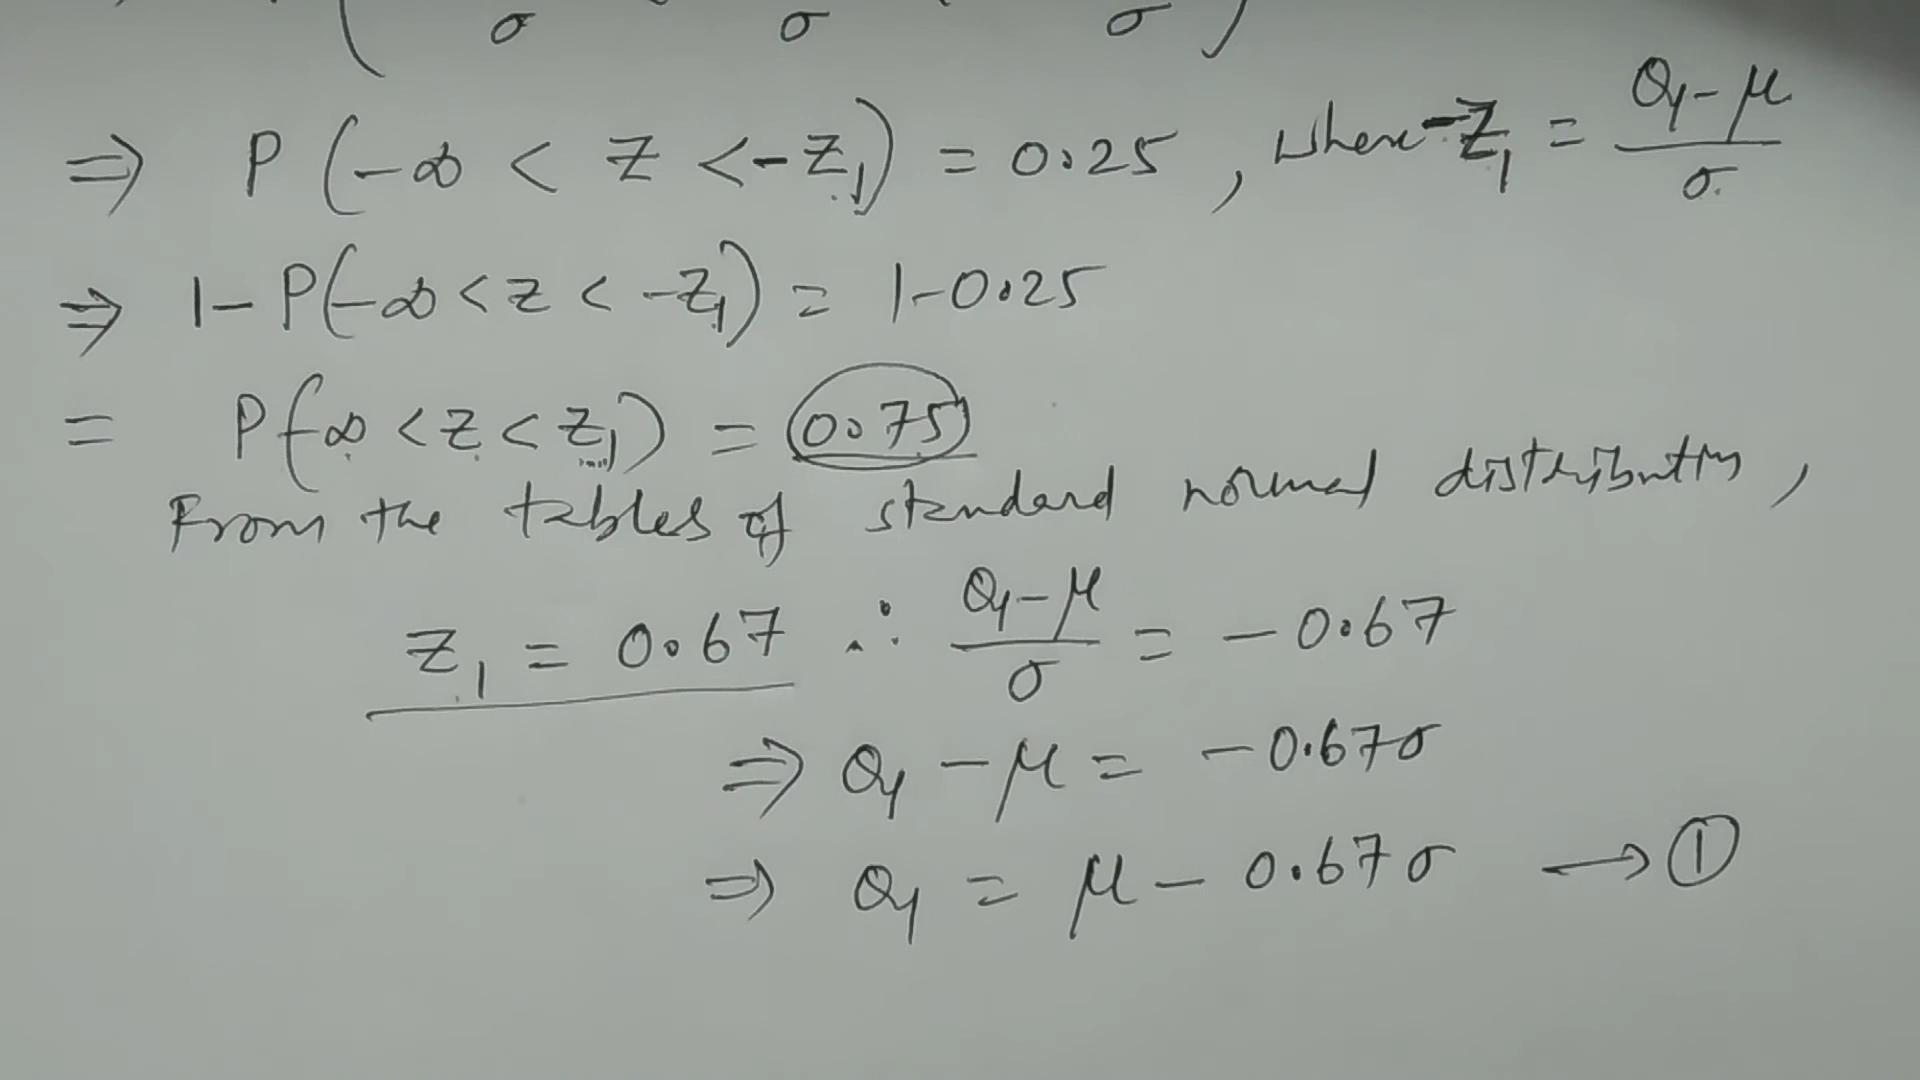 ( σ σ σ )
⇒ P(-∞ < Z < -Z₁) = 0.25, where -Z₁ = (Q₁ - μ)/σ
⇒ 1 - P(-∞ < Z < -Z₁) = 1 - 0.25
= P(-∞ < Z < Z₁) = 0.75
From the tables of standard normal distribution,
Z₁ = 0.67 ∴ (Q₁ - μ)/σ = -0.67
⇒ Q₁ - μ = -0.67σ
⇒ Q₁ = μ - 0.67σ → ①